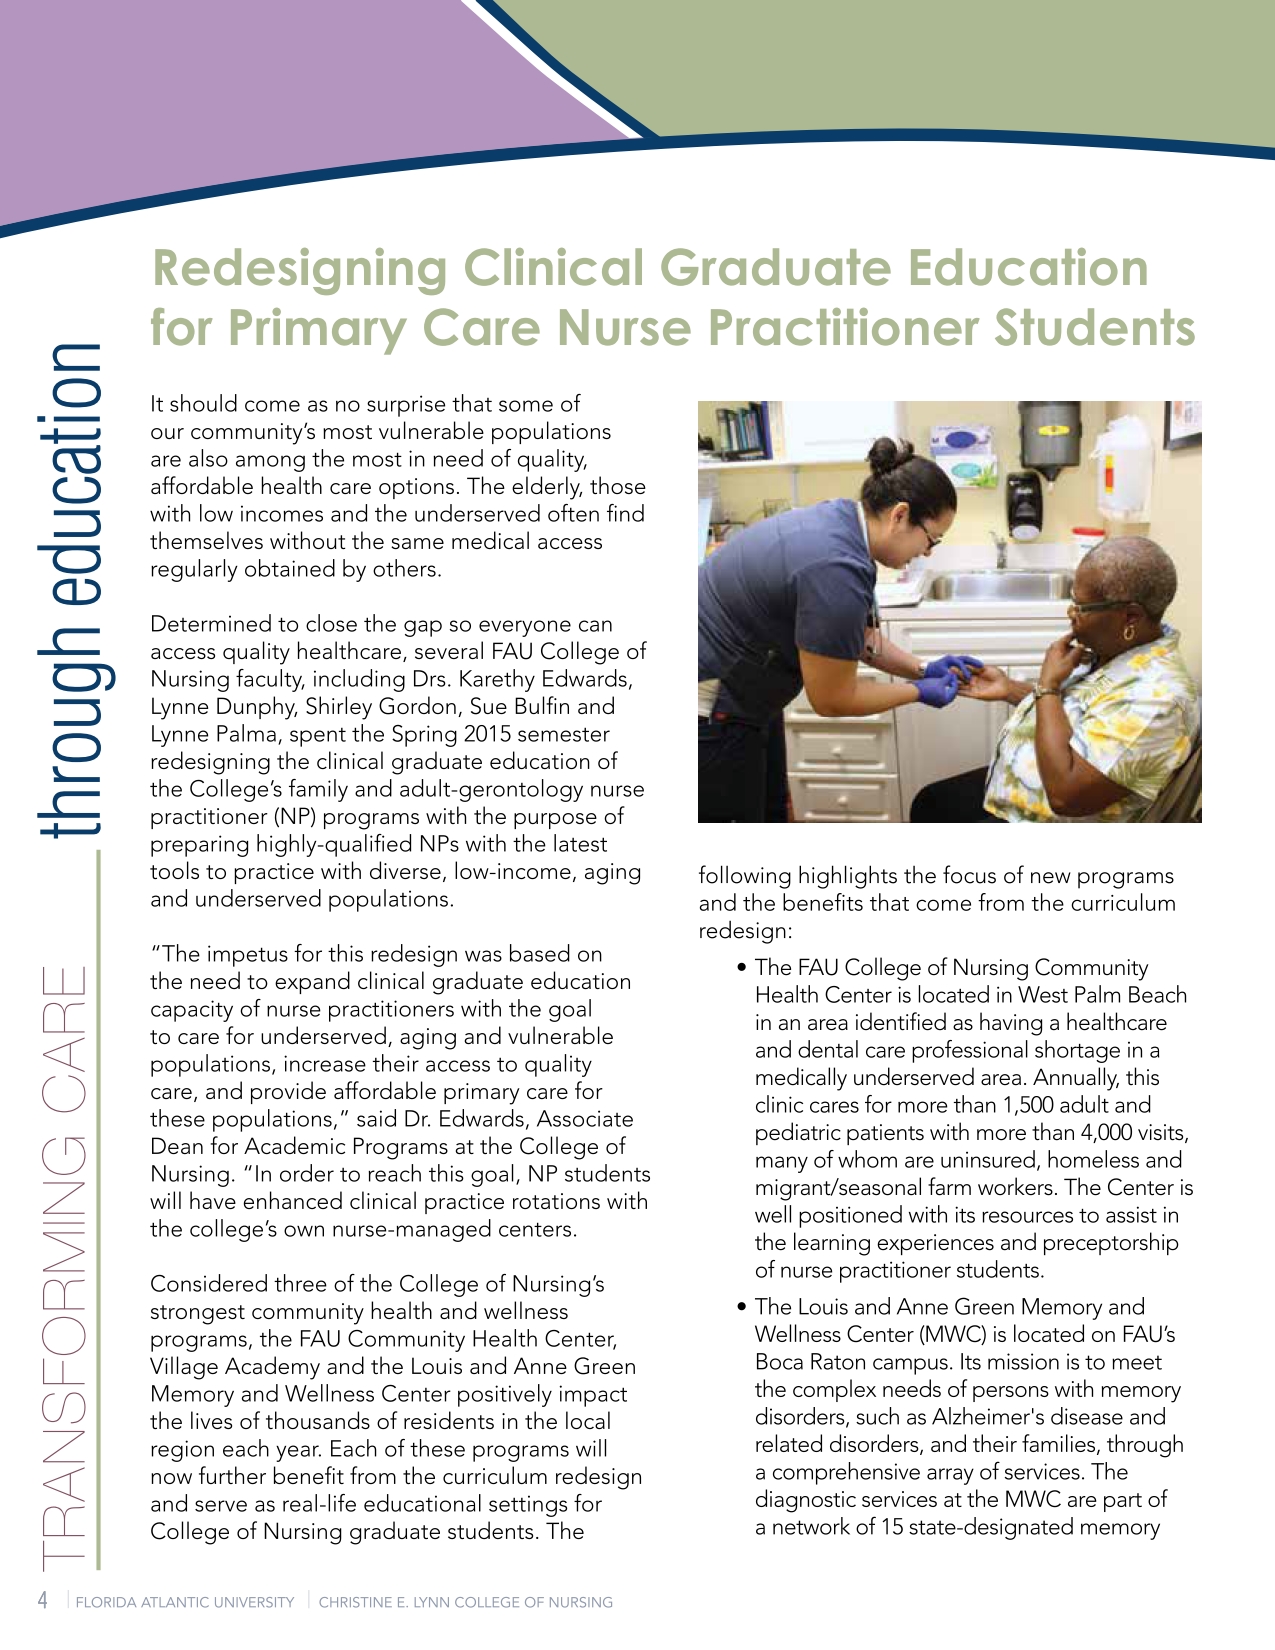 Redesigning Clinical Graduate Education
for Primary Care Nurse Practitioner Students
TRANSFORMING CARE through education
It should come as no surprise that some of
our community’s most vulnerable populations
are also among the most in need of quality,
affordable health care options. The elderly, those
with low incomes and the underserved often find
themselves without the same medical access
regularly obtained by others.
Determined to close the gap so everyone can
access quality healthcare, several FAU College of
Nursing faculty, including Drs. Karethy Edwards,
Lynne Dunphy, Shirley Gordon, Sue Bulfin and
Lynne Palma, spent the Spring 2015 semester
redesigning the clinical graduate education of
the College’s family and adult-gerontology nurse
practitioner (NP) programs with the purpose of
preparing highly-qualified NPs with the latest
tools to practice with diverse, low-income, aging
and underserved populations.
“The impetus for this redesign was based on
the need to expand clinical graduate education
capacity of nurse practitioners with the goal
to care for underserved, aging and vulnerable
populations, increase their access to quality
care, and provide affordable primary care for
these populations,” said Dr. Edwards, Associate
Dean for Academic Programs at the College of
Nursing. “In order to reach this goal, NP students
will have enhanced clinical practice rotations with
the college’s own nurse-managed centers.
Considered three of the College of Nursing’s
strongest community health and wellness
programs, the FAU Community Health Center,
Village Academy and the Louis and Anne Green
Memory and Wellness Center positively impact
the lives of thousands of residents in the local
region each year. Each of these programs will
now further benefit from the curriculum redesign
and serve as real-life educational settings for
College of Nursing graduate students. The
following highlights the focus of new programs
and the benefits that come from the curriculum
redesign:
• The FAU College of Nursing Community
Health Center is located in West Palm Beach
in an area identified as having a healthcare
and dental care professional shortage in a
medically underserved area. Annually, this
clinic cares for more than 1,500 adult and
pediatric patients with more than 4,000 visits,
many of whom are uninsured, homeless and
migrant/seasonal farm workers. The Center is
well positioned with its resources to assist in
the learning experiences and preceptorship
of nurse practitioner students.
• The Louis and Anne Green Memory and
Wellness Center (MWC) is located on FAU’s
Boca Raton campus. Its mission is to meet
the complex needs of persons with memory
disorders, such as Alzheimer's disease and
related disorders, and their families, through
a comprehensive array of services. The
diagnostic services at the MWC are part of
a network of 15 state-designated memory
4 | FLORIDA ATLANTIC UNIVERSITY | CHRISTINE E. LYNN COLLEGE OF NURSING